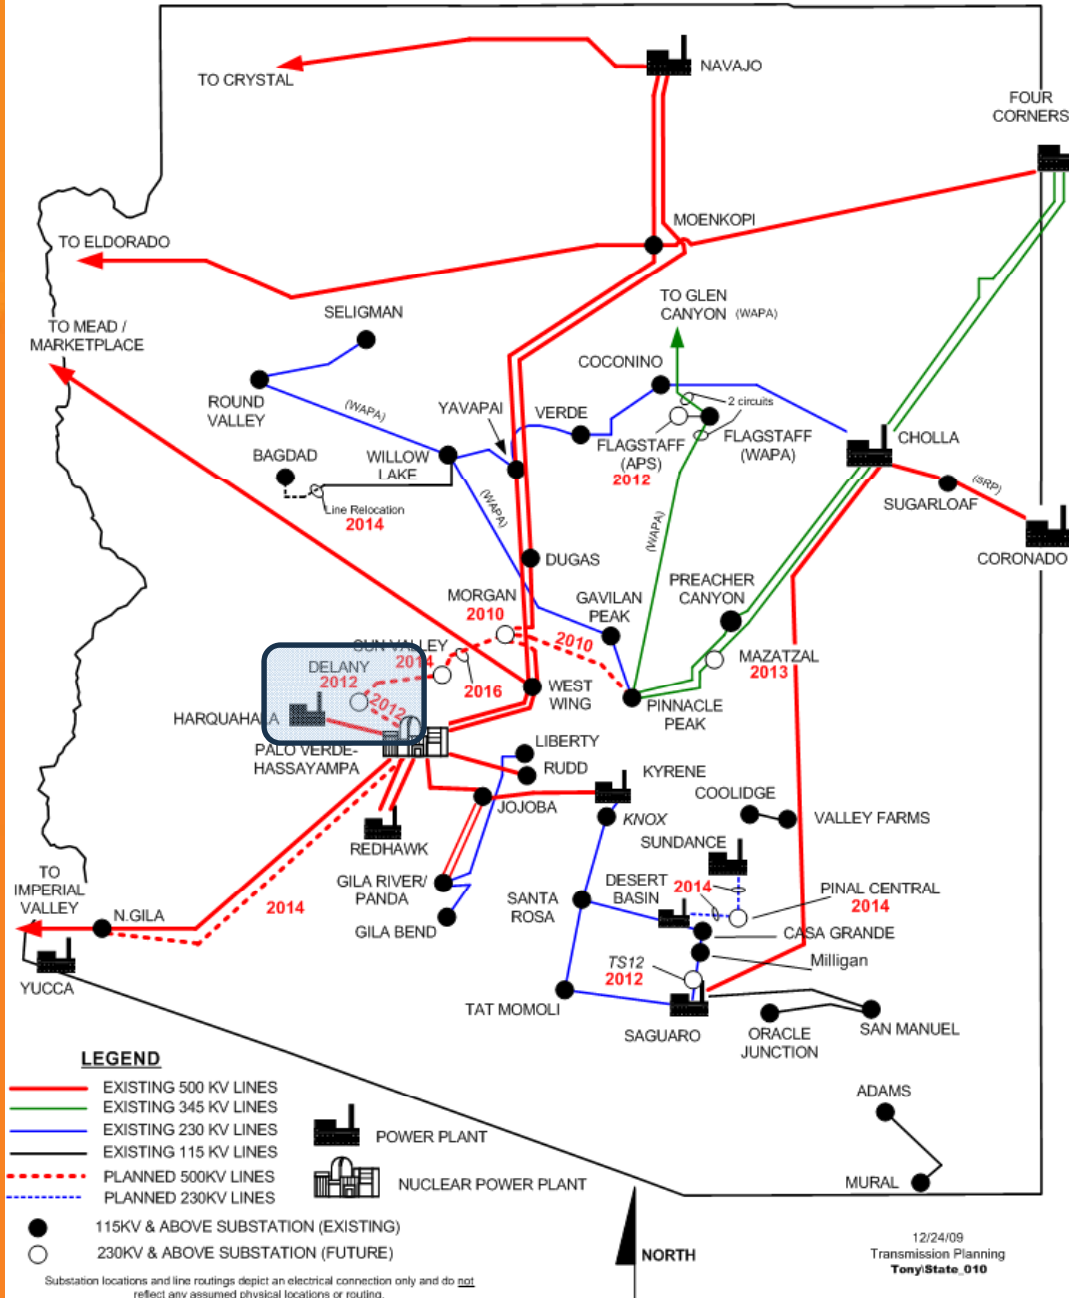 NAVAJO
TO CRYSTAL
FOUR
CORNERS
MOENKOPI
TO ELDORADO
TO GLEN
CANYON (WAPA)
SELIGMAN
TO MEAD /
MARKETPLACE
COCONINO
2 circuits
ROUND
VALLEY
(WAPA)
YAVAPAI
VERDE
FLAGSTAFF
(APS)
2012
FLAGSTAFF
(WAPA)
CHOLLA
BAGDAD
WILLOW
LAKE
(SRP)
SUGARLOAF
Line Relocation
2014
(WAPA)
(WAPA)
CORONADO
DUGAS
PREACHER
CANYON
MORGAN
2010
GAVILAN
PEAK
2010
SUN VALLEY
2014
MAZATZAL
2013
DELANY
2012
2016
WEST
WING
PINNACLE
PEAK
2012
HARQUAHALA
PALO VERDE-
HASSAYAMPA
LIBERTY
RUDD
KYRENE
COOLIDGE
JOJOBA
KNOX
VALLEY FARMS
REDHAWK
SUNDANCE
TO
IMPERIAL
VALLEY
GILA RIVER/
PANDA
SANTA
ROSA
DESERT
BASIN
2014
PINAL CENTRAL
2014
2014
N.GILA
GILA BEND
CASA GRANDE
Milligan
TS12
2012
YUCCA
TAT MOMOLI
SAGUARO
ORACLE
JUNCTION
SAN MANUEL
LEGEND
EXISTING 500 KV LINES
EXISTING 345 KV LINES
EXISTING 230 KV LINES
EXISTING 115 KV LINES
PLANNED 500KV LINES
PLANNED 230KV LINES
POWER PLANT
NUCLEAR POWER PLANT
115KV & ABOVE SUBSTATION (EXISTING)
230KV & ABOVE SUBSTATION (FUTURE)
ADAMS
MURAL
NORTH
12/24/09
Transmission Planning
Tony\State_010
Substation locations and line routings depict an electrical connection only and do not
reflect any assumed physical locations or routing.